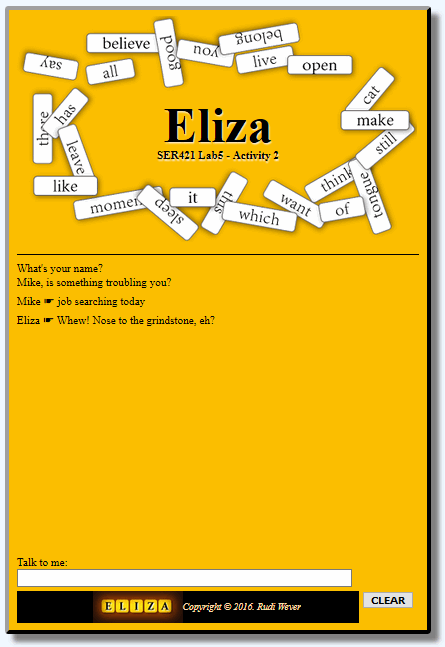 say
believe
all
good
you
belong
live
open
there
has
leave
like
cat
make
still
Eliza
SER421 Lab5 - Activity 2
moment
sleep
it
this
which
want
think
of
tongue
What's your name?
Mike, is something troubling you?
Mike ☛ job searching today
Eliza ☛ Whew! Nose to the grindstone, eh?
Talk to me:
ELIZA Copyright © 2016. Rudi Wever
CLEAR